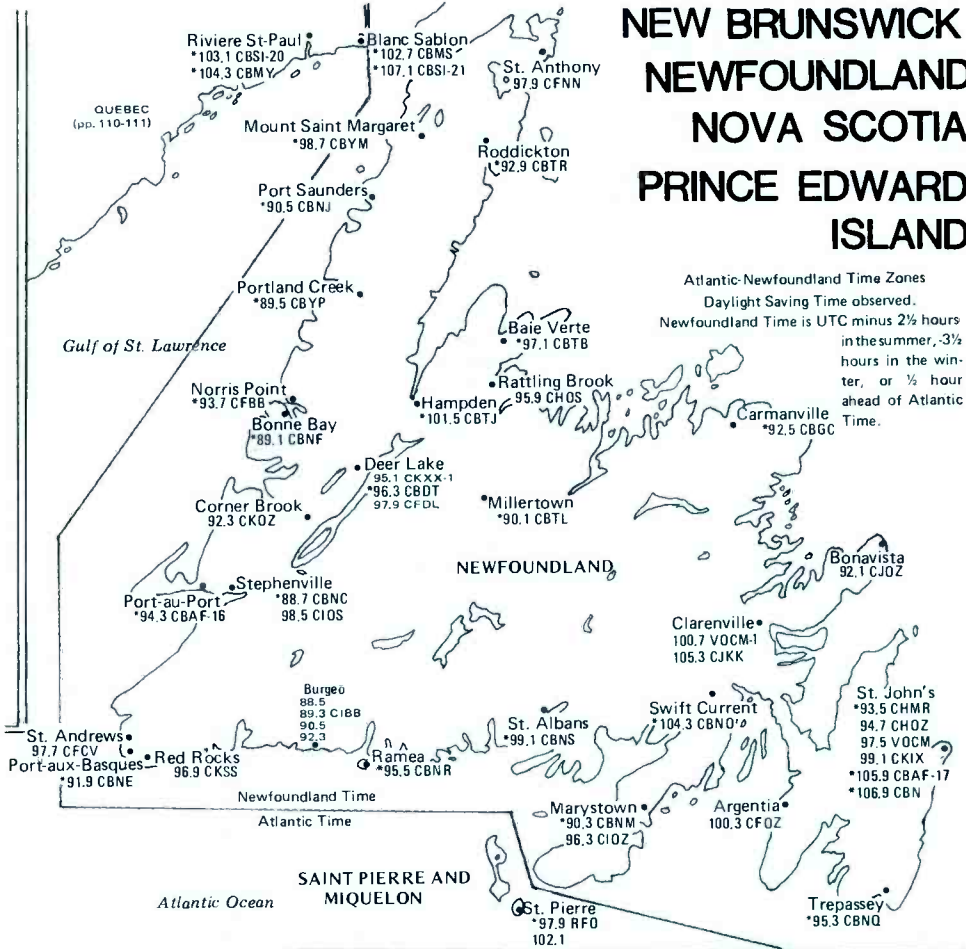 NEW BRUNSWICK
NEWFOUNDLAND
NOVA SCOTIA
PRINCE EDWARD
ISLAND
Riviere St-Paul
*103.1 CBSI-20
*104.3 CBMY
Blanc Sablon
*102.7 CBMS
*107.1 CBSI-21
St. Anthony
97.9 CFNN
QUEBEC
(pp. 110-111)
Mount Saint Margaret
*98.7 CBYM
Roddickton
*92.9 CBTR
Port Saunders
*90.5 CBNJ
Atlantic-Newfoundland Time Zones
Daylight Saving Time observed.
Newfoundland Time is UTC minus 2½ hours
in the summer, -3½
hours in the win-
ter, or ½ hour
ahead of Atlantic
Time.
Portland Creek
*89.5 CBYP
Gulf of St. Lawrence
Baie Verte
*97.1 CBTB
Norris Point
*93.7 CFBB
Bonne Bay
*89.1 CBNF
Hampden
*101.5 CBTJ
Rattling Brook
95.9 CHOS
Carmanville
*92.5 CBGC
Deer Lake
95.1 CKXX-1
*96.3 CBDT
97.9 CFDL
Corner Brook
92.3 CKOZ
Millertown
*90.1 CBTL
NEWFOUNDLAND
Bonavista
92.1 CJOZ
Port-au-Port
*94.3 CBAF-16
Stephenville
*88.7 CBNC
98.5 CIOS
Clarenville
100.7 VOCM-1
105.3 CJKK
Burgeo
88.5
89.3 CIBB
90.5
92.3
St. Albans
*99.1 CBNS
Swift Current
*104.3 CBNO
St. John's
*93.5 CHMR
94.7 CHOZ
97.5 VOCM
99.1 CKIX
*105.9 CBAF-17
*106.9 CBN
St. Andrews
97.7 CFCV
Port-aux-Basques
*91.9 CBNE
Red Rocks
96.9 CKSS
Ramea
*95.5 CBNR
Newfoundland Time
Atlantic Time
Marystown
*90.3 CBNM
96.3 CIOZ
Argentia
100.3 CFOZ
SAINT PIERRE AND
MIQUELON
Atlantic Ocean
St. Pierre
*97.9 RFO
102.1
Trepassey
*95.3 CBNQ